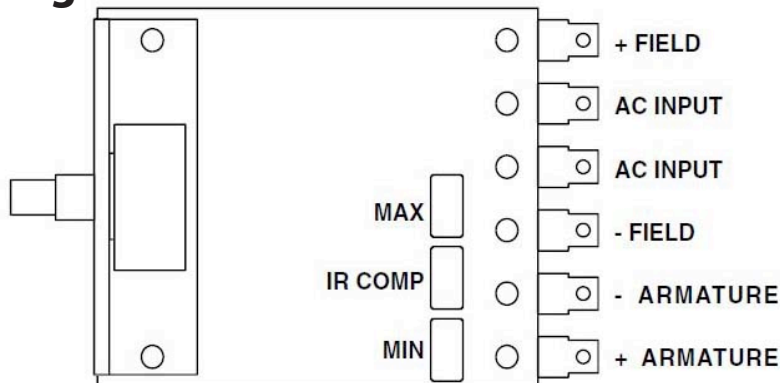 + FIELD
AC INPUT
AC INPUT
MAX
- FIELD
IR COMP
- ARMATURE
MIN
+ ARMATURE